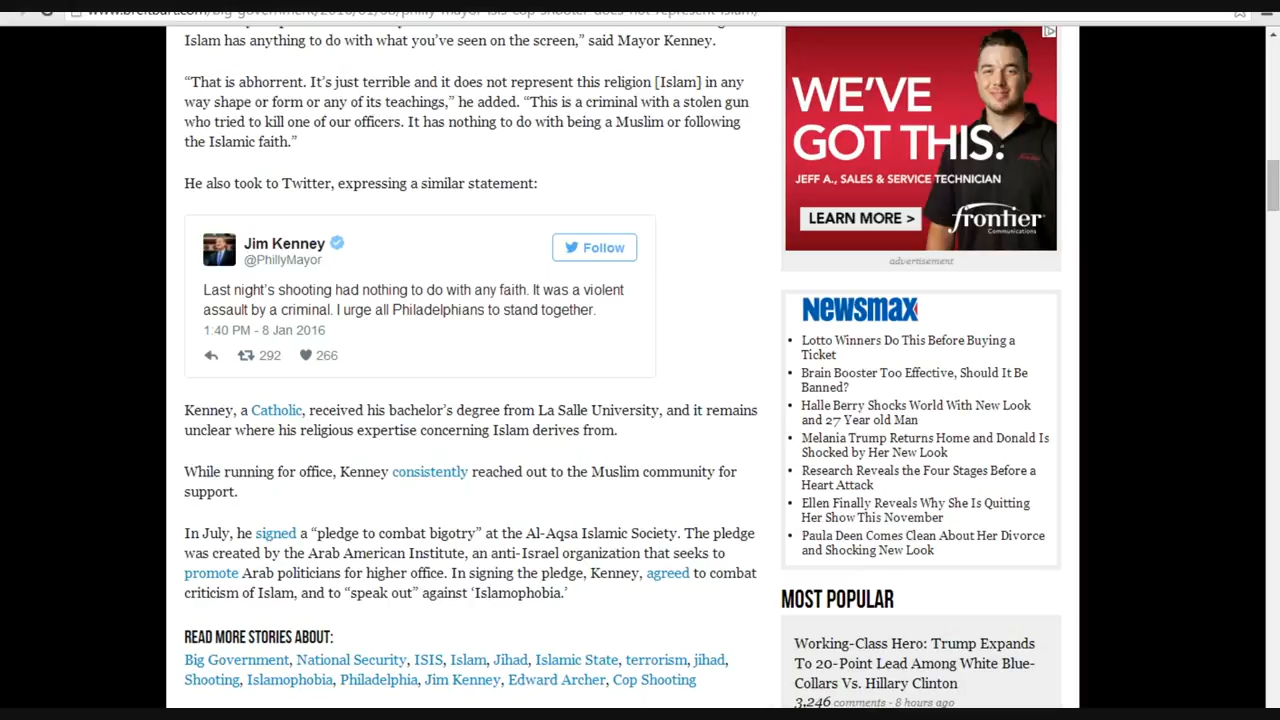 Islam has anything to do with what you've seen on the screen,” said Mayor Kenney.
“That is abhorrent. It's just terrible and it does not represent this religion [Islam] in any
way shape or form or any of its teachings,” he added. “This is a criminal with a stolen gun
who tried to kill one of our officers. It has nothing to do with being a Muslim or following
the Islamic faith.”
He also took to Twitter, expressing a similar statement:
Jim Kenney
@PhillyMayor
Follow
Last night's shooting had nothing to do with any faith. It was a violent
assault by a criminal. I urge all Philadelphians to stand together.
1:40 PM - 8 Jan 2016
292 266
Kenney, a Catholic, received his bachelor's degree from La Salle University, and it remains
unclear where his religious expertise concerning Islam derives from.
While running for office, Kenney consistently reached out to the Muslim community for
support.
In July, he signed a “pledge to combat bigotry” at the Al-Aqsa Islamic Society. The pledge
was created by the Arab American Institute, an anti-Israel organization that seeks to
promote Arab politicians for higher office. In signing the pledge, Kenney, agreed to combat
criticism of Islam, and to “speak out” against ‘Islamophobia.’
READ MORE STORIES ABOUT:
Big Government, National Security, ISIS, Islam, Jihad, Islamic State, terrorism, jihad,
Shooting, Islamophobia, Philadelphia, Jim Kenney, Edward Archer, Cop Shooting
WE'VE
GOT THIS.
JEFF A., SALES & SERVICE TECHNICIAN
LEARN MORE >
frontier
Communications
advertisement
Newsmax
• Lotto Winners Do This Before Buying a
Ticket
• Brain Booster Too Effective, Should It Be
Banned?
• Halle Berry Shocks World With New Look
and 27 Year old Man
• Melania Trump Returns Home and Donald Is
Shocked by Her New Look
• Research Reveals the Four Stages Before a
Heart Attack
• Ellen Finally Reveals Why She Is Quitting
Her Show This November
• Paula Deen Comes Clean About Her Divorce
and Shocking New Look
MOST POPULAR
Working-Class Hero: Trump Expands
To 20-Point Lead Among White Blue-
Collars Vs. Hillary Clinton
3,246 comments - 8 hours ago